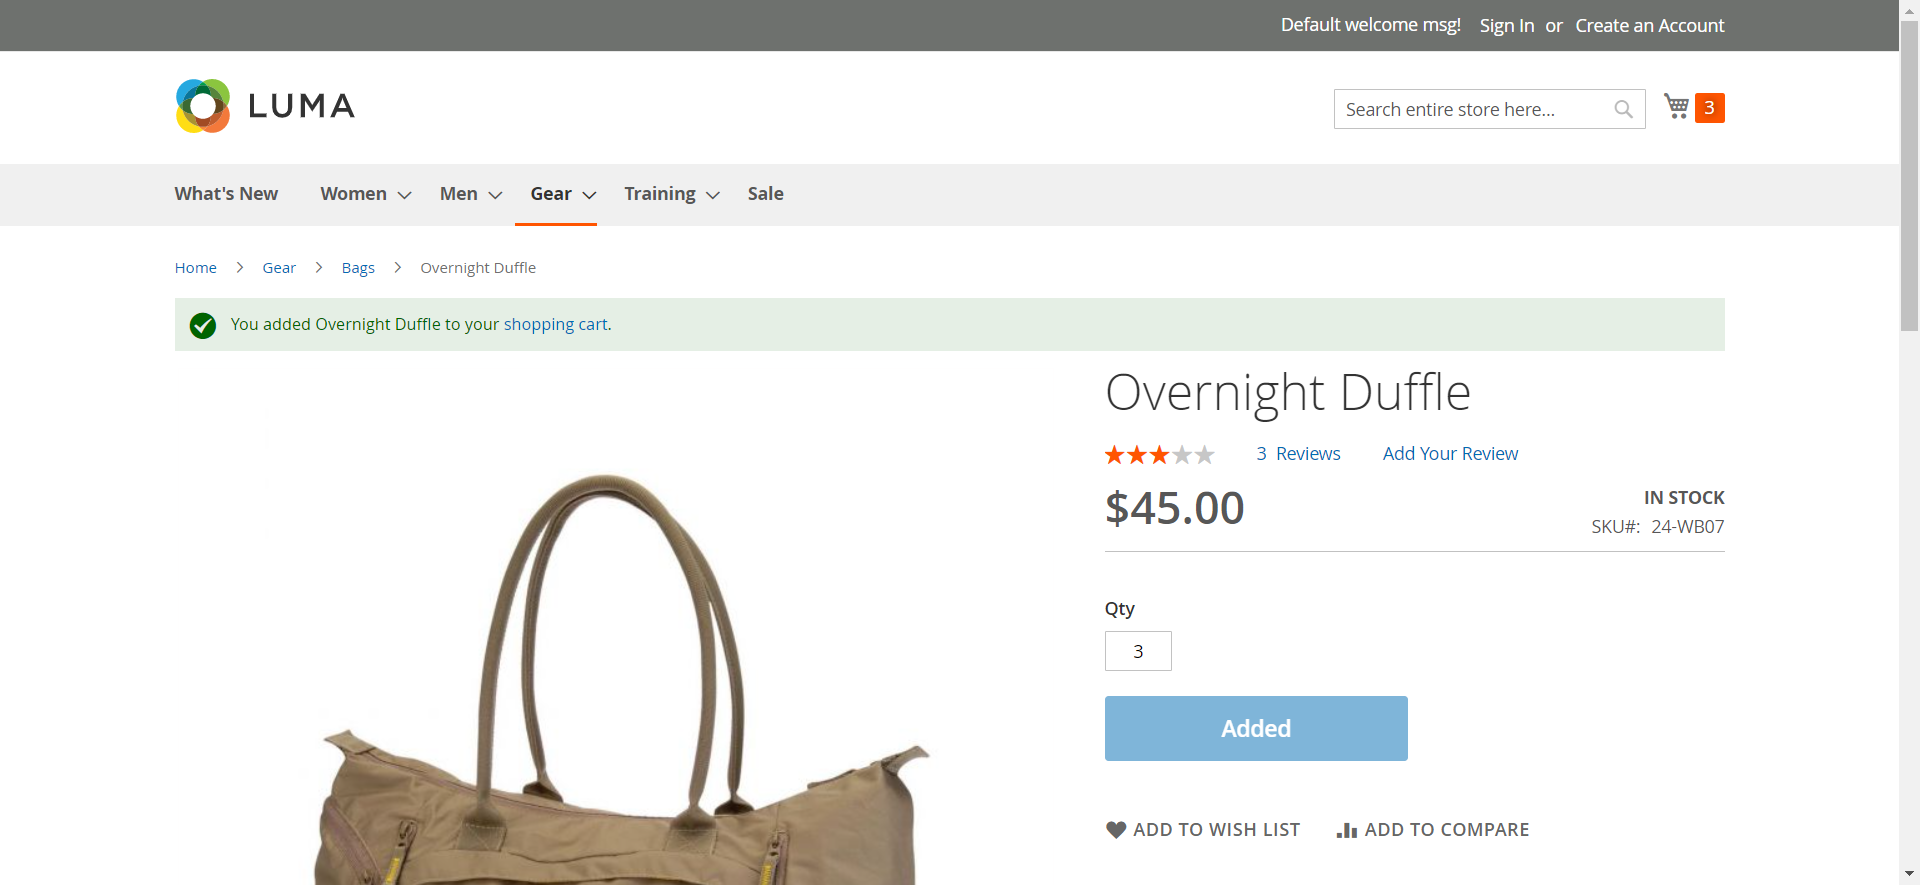 Default welcome msg! Sign In or Create an Account
LUMA
Search entire store here... 3
What's New Women Men Gear Training Sale
Home > Gear > Bags > Overnight Duffle
You added Overnight Duffle to your shopping cart.
Overnight Duffle
3 Reviews Add Your Review
$45.00
IN STOCK
SKU#: 24-WB07
Qty
3
Added
ADD TO WISH LIST ADD TO COMPARE